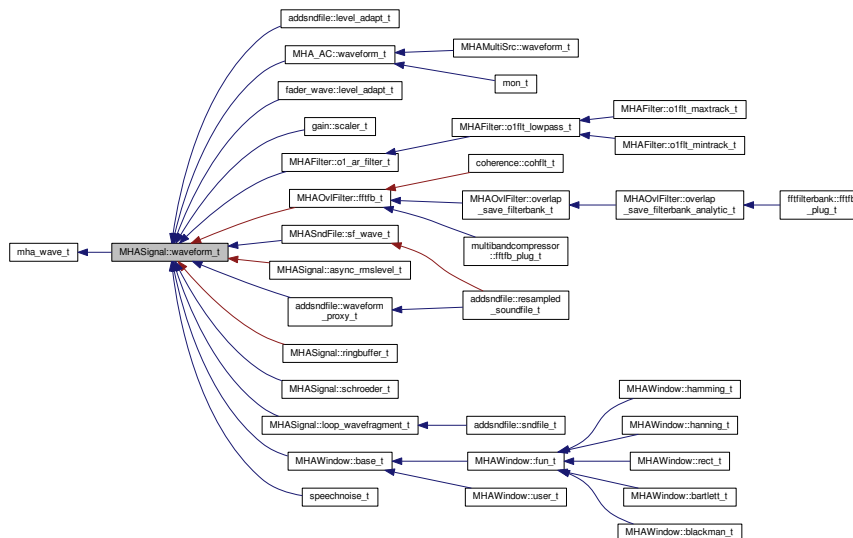 addsndfile::level_adapt_t
MHA_AC::waveform_t
MHAMultiSrc::waveform_t
mon_t
fader_wave::level_adapt_t
gain::scaler_t
MHAFilter::o1flt_lowpass_t
MHAFilter::o1flt_maxtrack_t
MHAFilter::o1flt_mintrack_t
MHAFilter::o1_ar_filter_t
coherence::cohflt_t
MHAOvlFilter::fftfb_t
MHAOvlFilter::overlap
_save_filterbank_t
MHAOvlFilter::overlap
_save_filterbank_analytic_t
fftfilterbank::fftfb
_plug_t
MHASndFile::sf_wave_t
multibandcompressor
::fftfb_plug_t
mha_wave_t
MHASignal::waveform_t
MHASignal::async_rmslevel_t
addsndfile::waveform
_proxy_t
addsndfile::resampled
_soundfile_t
MHASignal::ringbuffer_t
MHASignal::schroeder_t
MHASignal::loop_wavefragment_t
addsndfile::sndfile_t
MHAWindow::hamming_t
MHAWindow::hanning_t
MHAWindow::base_t
MHAWindow::fun_t
MHAWindow::rect_t
speechnoise_t
MHAWindow::user_t
MHAWindow::bartlett_t
MHAWindow::blackman_t